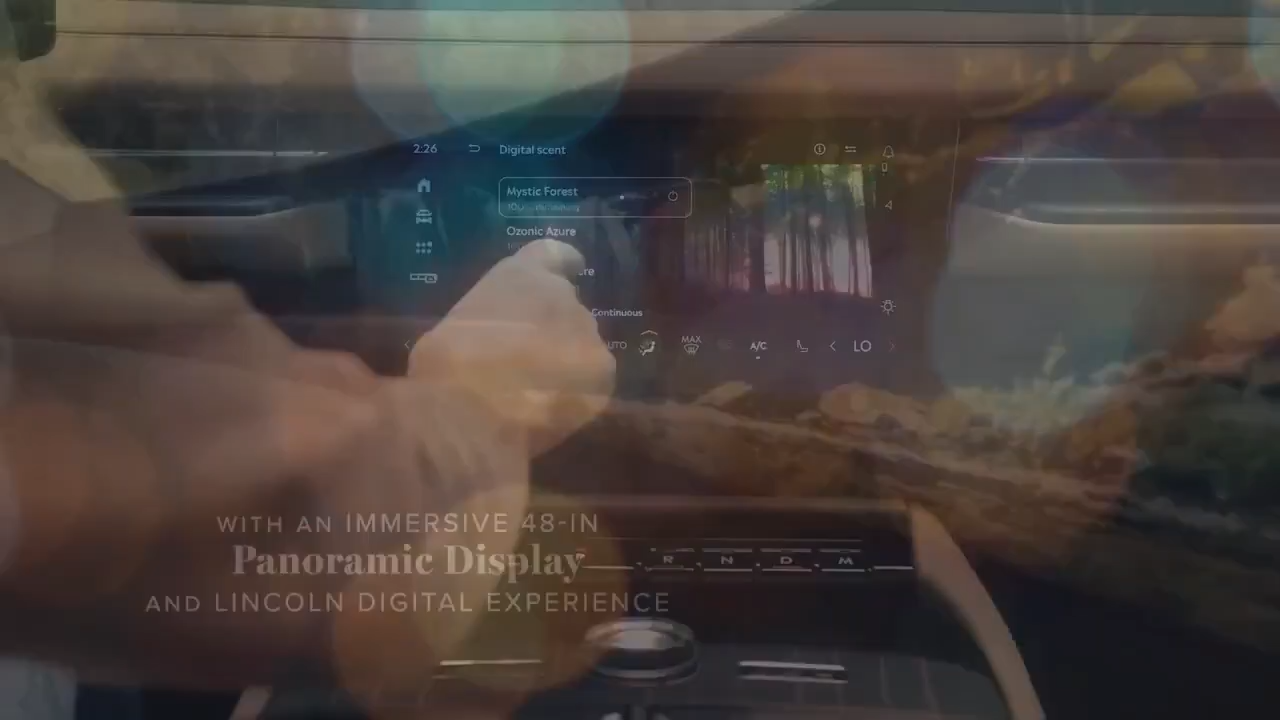 2:26
Digital scent
Mystic Forest
Ozonic Azure
Continuous
MAX
A/C
LO
WITH AN IMMERSIVE 48-IN
Panoramic Display
AND LINCOLN DIGITAL EXPERIENCE
R N D M